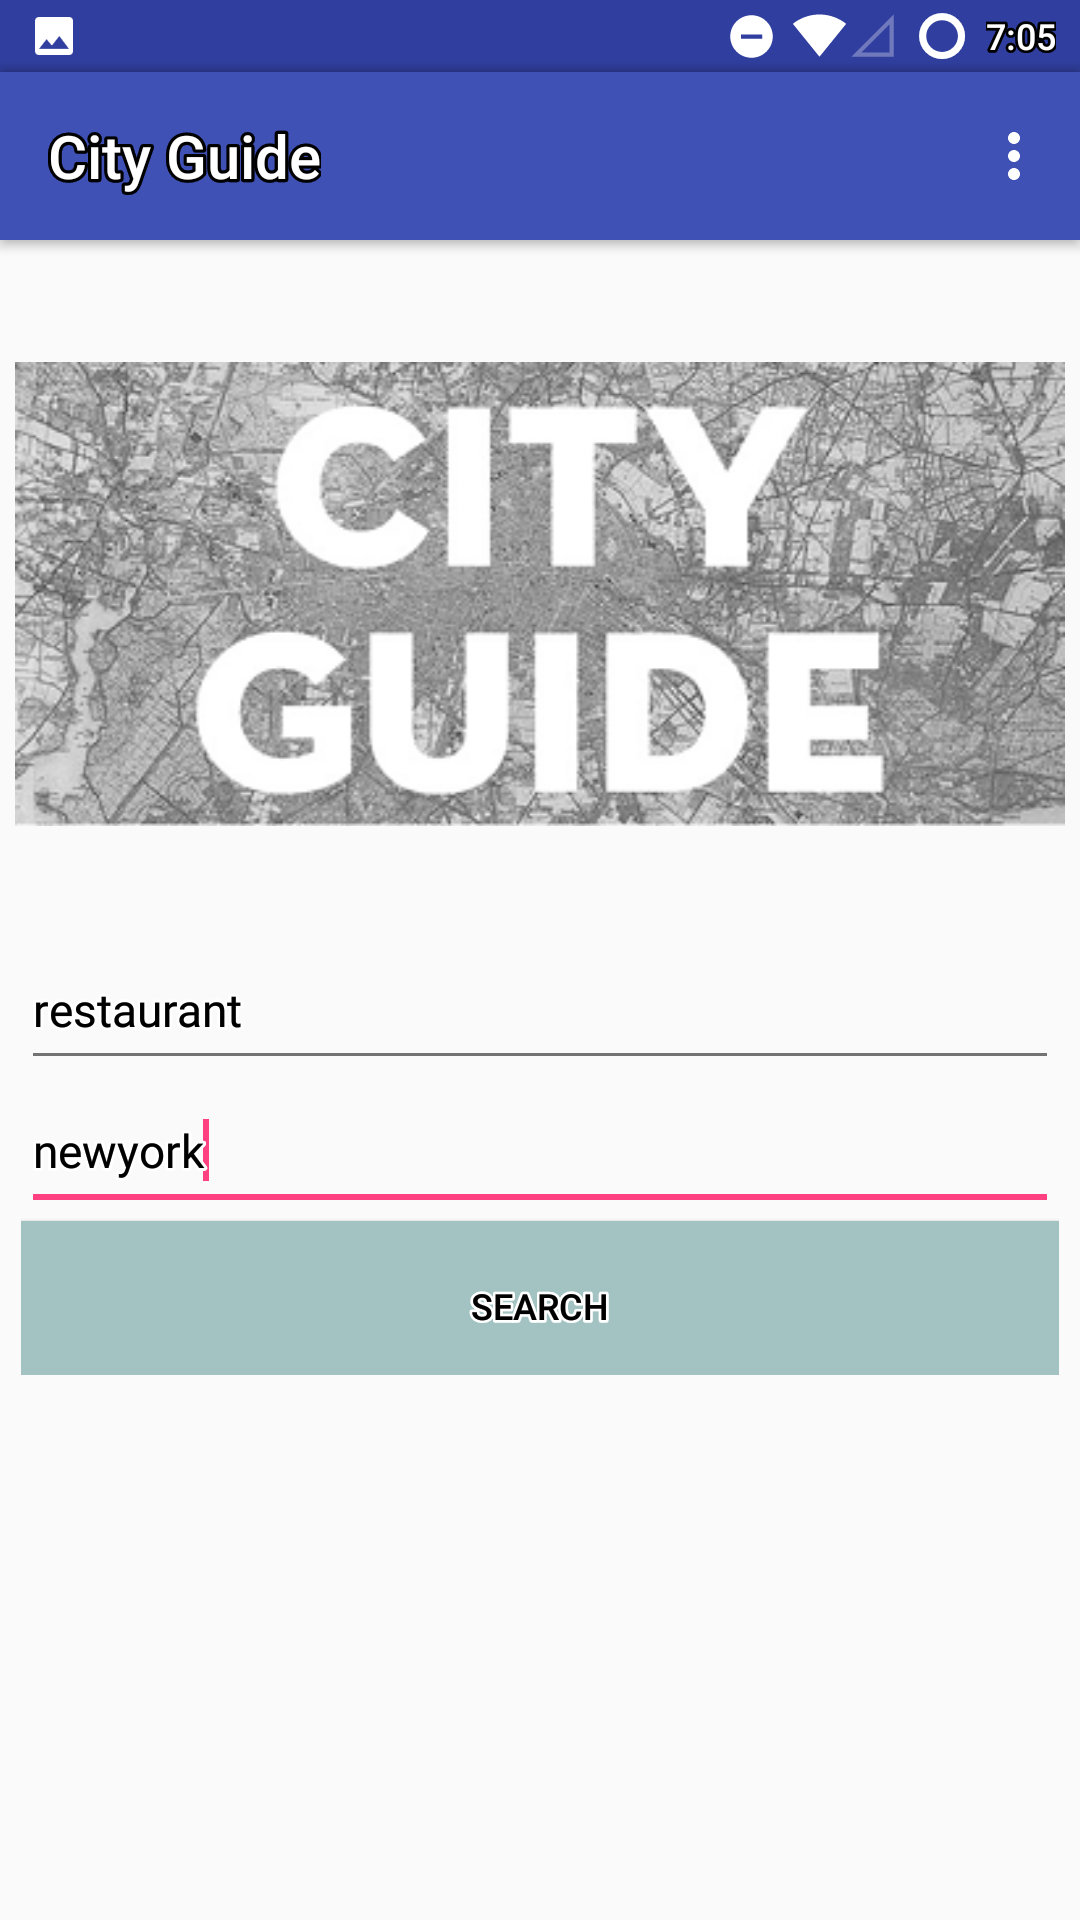 7:05
City Guide
CITY
GUIDE
restaurant
newyork
SEARCH